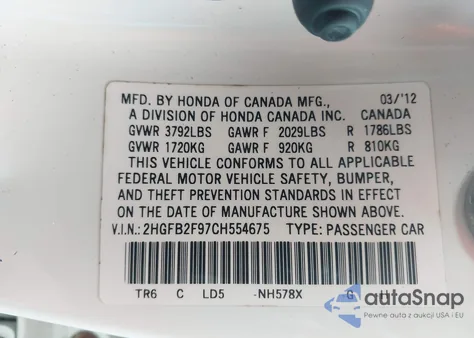 MFD. BY HONDA OF CANADA MFG., 03/'12
A DIVISION OF HONDA CANADA INC. CANADA
GVWR 3792LBS GAWR F 2029LBS R 1786LBS
GVWR 1720KG GAWR F 920KG R 810KG
THIS VEHICLE CONFORMS TO ALL APPLICABLE
FEDERAL MOTOR VEHICLE SAFETY, BUMPER,
AND THEFT PREVENTION STANDARDS IN EFFECT
ON THE DATE OF MANUFACTURE SHOWN ABOVE.
V.I.N.: 2HGFB2F97CH554675 TYPE: PASSENGER CAR
TR6 C LD5 -NH578X G
autoSnap
Pewne auta z aukcji USA i EU